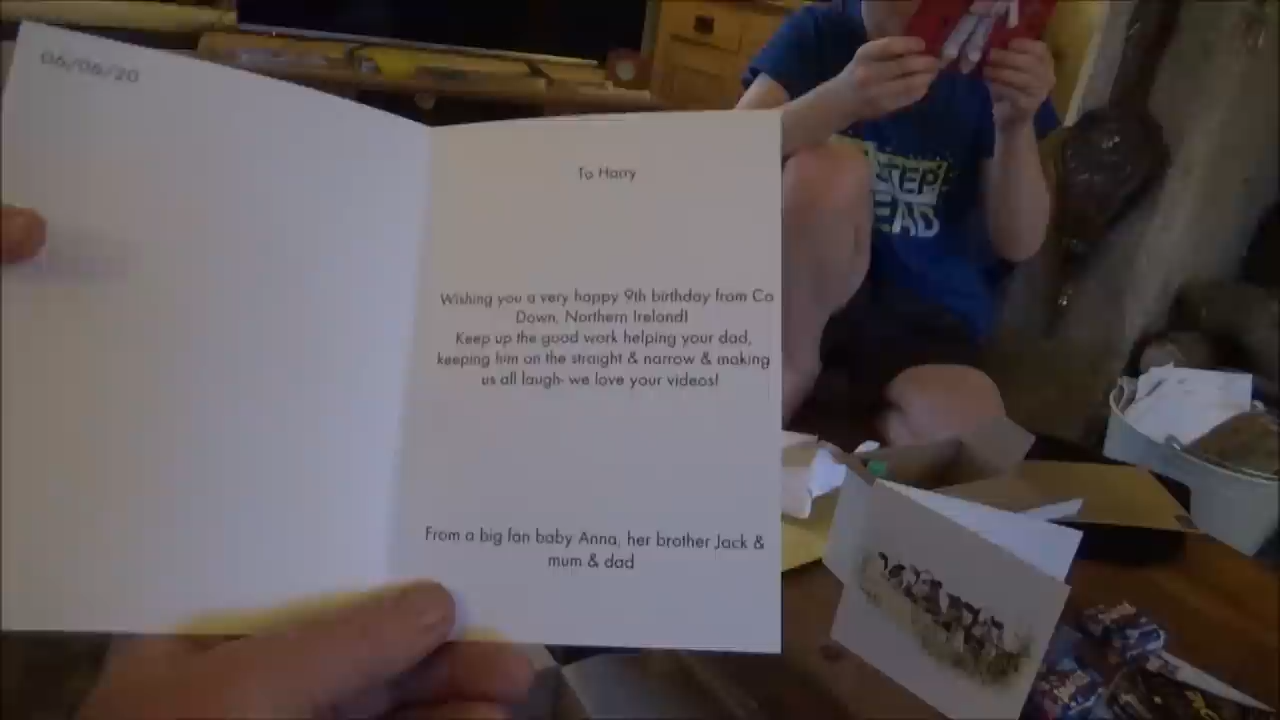 06/06/20
To Harry
Wishing you a very happy 9th birthday from Co
Down, Northern Ireland!
Keep up the good work helping your dad,
keeping him on the straight & narrow & making
us all laugh- we love your videos!
From a big fan baby Anna, her brother Jack &
mum & dad
STEP
EAD